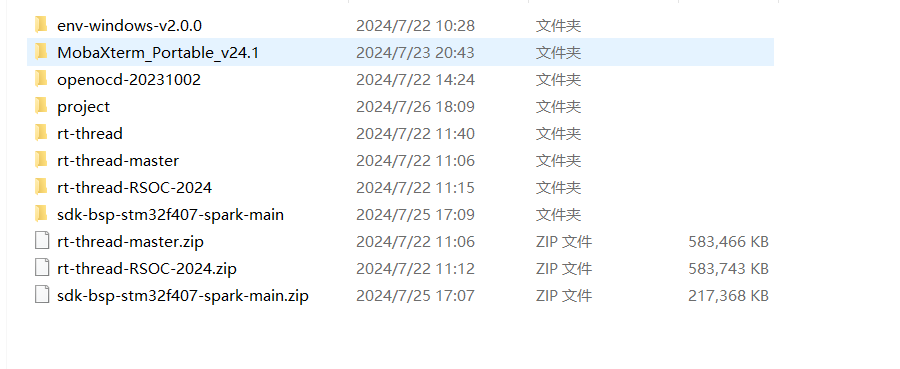 env-windows-v2.0.0 2024/7/22 10:28 文件夹
MobaXterm_Portable_v24.1 2024/7/23 20:43 文件夹
openocd-20231002 2024/7/22 14:24 文件夹
project 2024/7/26 18:09 文件夹
rt-thread 2024/7/22 11:40 文件夹
rt-thread-master 2024/7/22 11:06 文件夹
rt-thread-RSOC-2024 2024/7/22 11:15 文件夹
sdk-bsp-stm32f407-spark-main 2024/7/25 17:09 文件夹
rt-thread-master.zip 2024/7/22 11:06 ZIP 文件 583,466 KB
rt-thread-RSOC-2024.zip 2024/7/22 11:12 ZIP 文件 583,743 KB
sdk-bsp-stm32f407-spark-main.zip 2024/7/25 17:07 ZIP 文件 217,368 KB